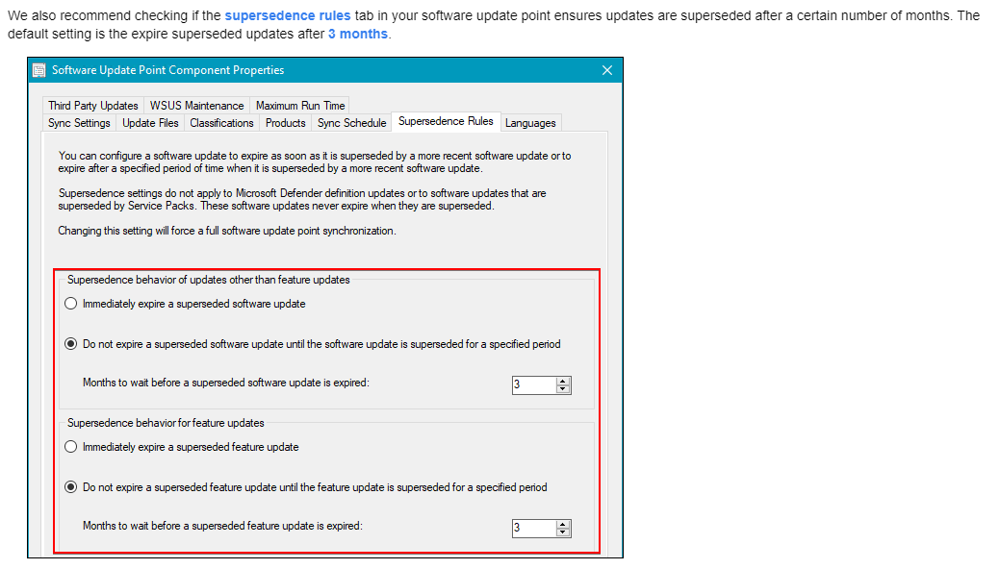 We also recommend checking if the supersedence rules tab in your software update point ensures updates are superseded after a certain number of months. The
default setting is the expire superseded updates after 3 months.
Software Update Point Component Properties
Third Party Updates WSUS Maintenance Maximum Run Time
Sync Settings Update Files Classifications Products Sync Schedule Supersedence Rules Languages
You can configure a software update to expire as soon as it is superseded by a more recent software update or to
expire after a specified period of time when it is superseded by a more recent software update.
Supersedence settings do not apply to Microsoft Defender definition updates or to software updates that are
superseded by Service Packs. These software updates never expire when they are superseded.
Changing this setting will force a full software update point synchronization.
Supersedence behavior of updates other than feature updates
Immediately expire a superseded software update
Do not expire a superseded software update until the software update is superseded for a specified period
Months to wait before a superseded software update is expired: 3
Supersedence behavior for feature updates
Immediately expire a superseded feature update
Do not expire a superseded feature update until the feature update is superseded for a specified period
Months to wait before a superseded feature update is expired: 3